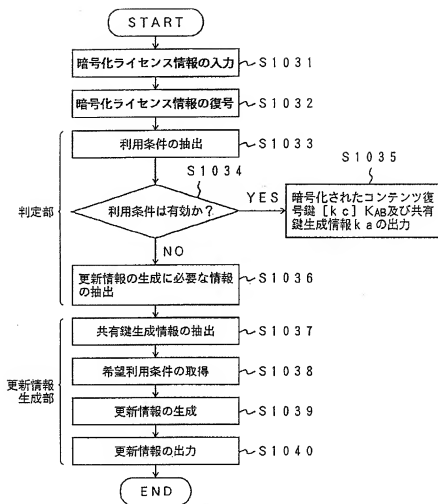 START
暗号化ライセンス情報の入力
S1031
暗号化ライセンス情報の復号
S1032
利用条件の抽出
S1033
S1034
利用条件は有効か?
YES
S1035
暗号化されたコンテンツ復
号鍵[kc]KAB及び共有
鍵生成情報kaの出力
NO
判定部
更新情報の生成に必要な情報
の抽出
S1036
共有鍵生成情報の抽出
S1037
希望利用条件の取得
S1038
更新情報
生成部
更新情報の生成
S1039
更新情報の出力
S1040
END